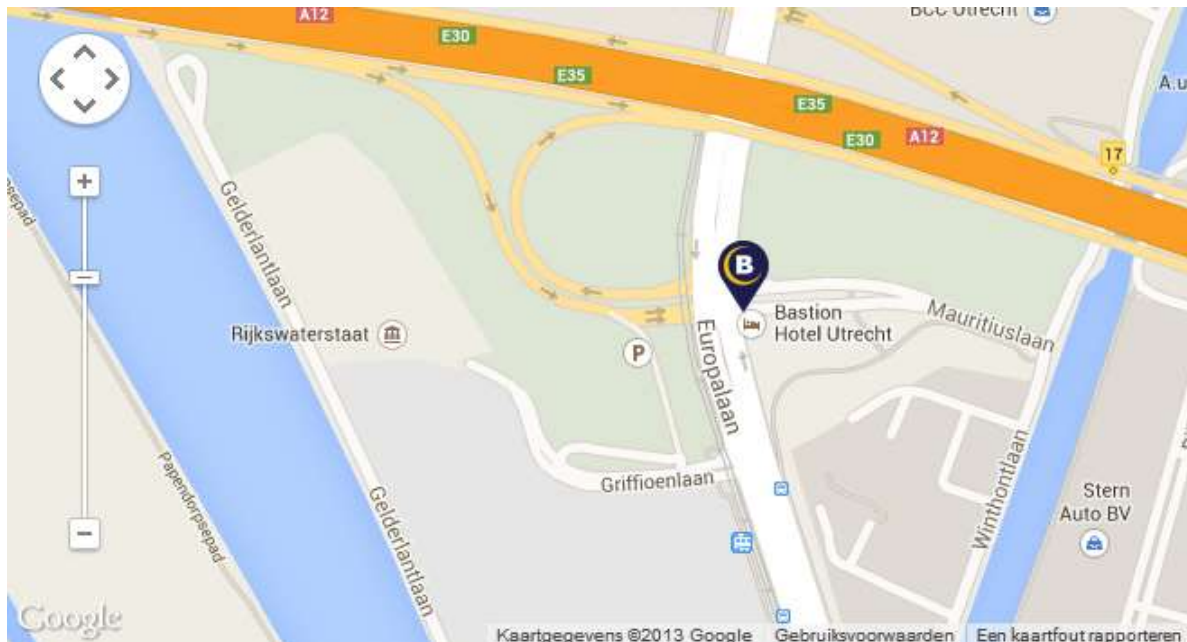 A12
BCC Utrecht
E30
E35
A.u
E35
E30
A12
17
psepad
Gelderlantlaan
B
Bastion
Hotel Utrecht
Mauritiuslaan
Rijkswaterstaat
P
Europalaan
Papendorpsepad
Gelderlantlaan
Griffioenlaan
Winthontlaan
Stern
Auto BV
Google
Kaartgegevens ©2013 Google Gebruiksvoorwaarden Een kaartfout rapporteren